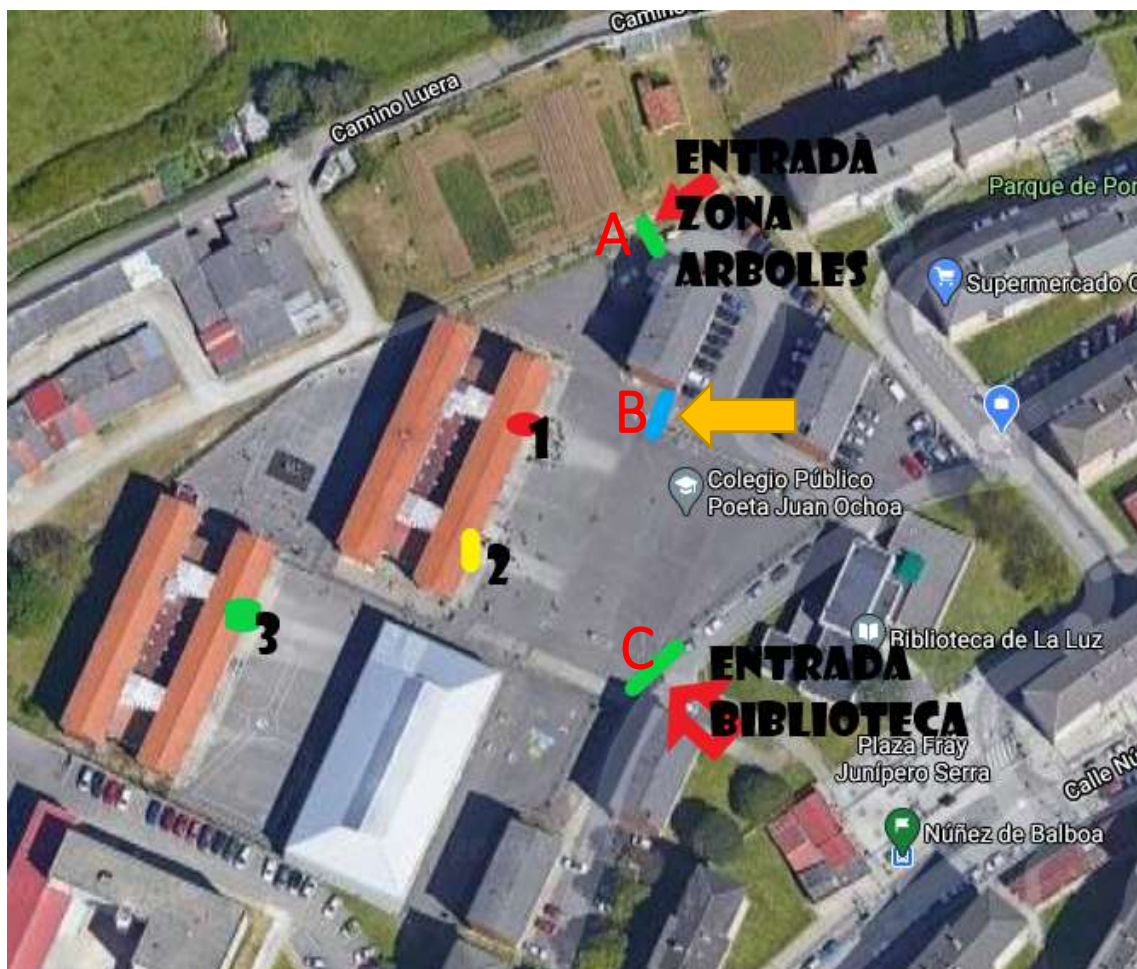 Camino
Camino Luera
ENTRADA
ZONA
ARBOLES
A
Parque de Por
Supermercado
B
1
Colegio Público
Poeta Juan Ochoa
2
3
C
Biblioteca de La Luz
ENTRADA
BIBLIOTECA
Plaza Fray
Junípero Serra
Calle Nú
Núñez de Balboa